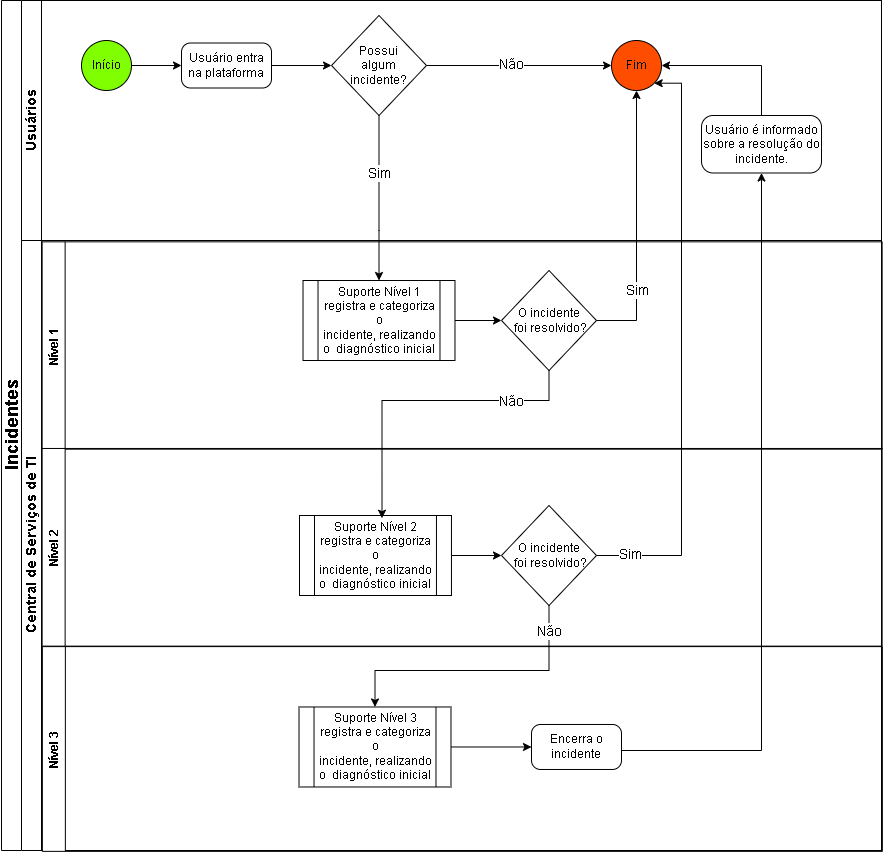 Incidentes
Usuários
Início
Usuário entra
na plataforma
Possui
algum
incidente?
Não
Fim
Sim
Usuário é informado
sobre a resolução do
incidente.
Central de Serviços de TI
Nível 1
Suporte Nível 1
registra e categoriza
o
incidente, realizando
o  diagnóstico inicial
O incidente
foi resolvido?
Sim
Não
Nível 2
Suporte Nível 2
registra e categoriza
o
incidente, realizando
o  diagnóstico inicial
O incidente
foi resolvido?
Sim
Não
Nível 3
Suporte Nível 3
registra e categoriza
o
incidente, realizando
o  diagnóstico inicial
Encerra o
incidente